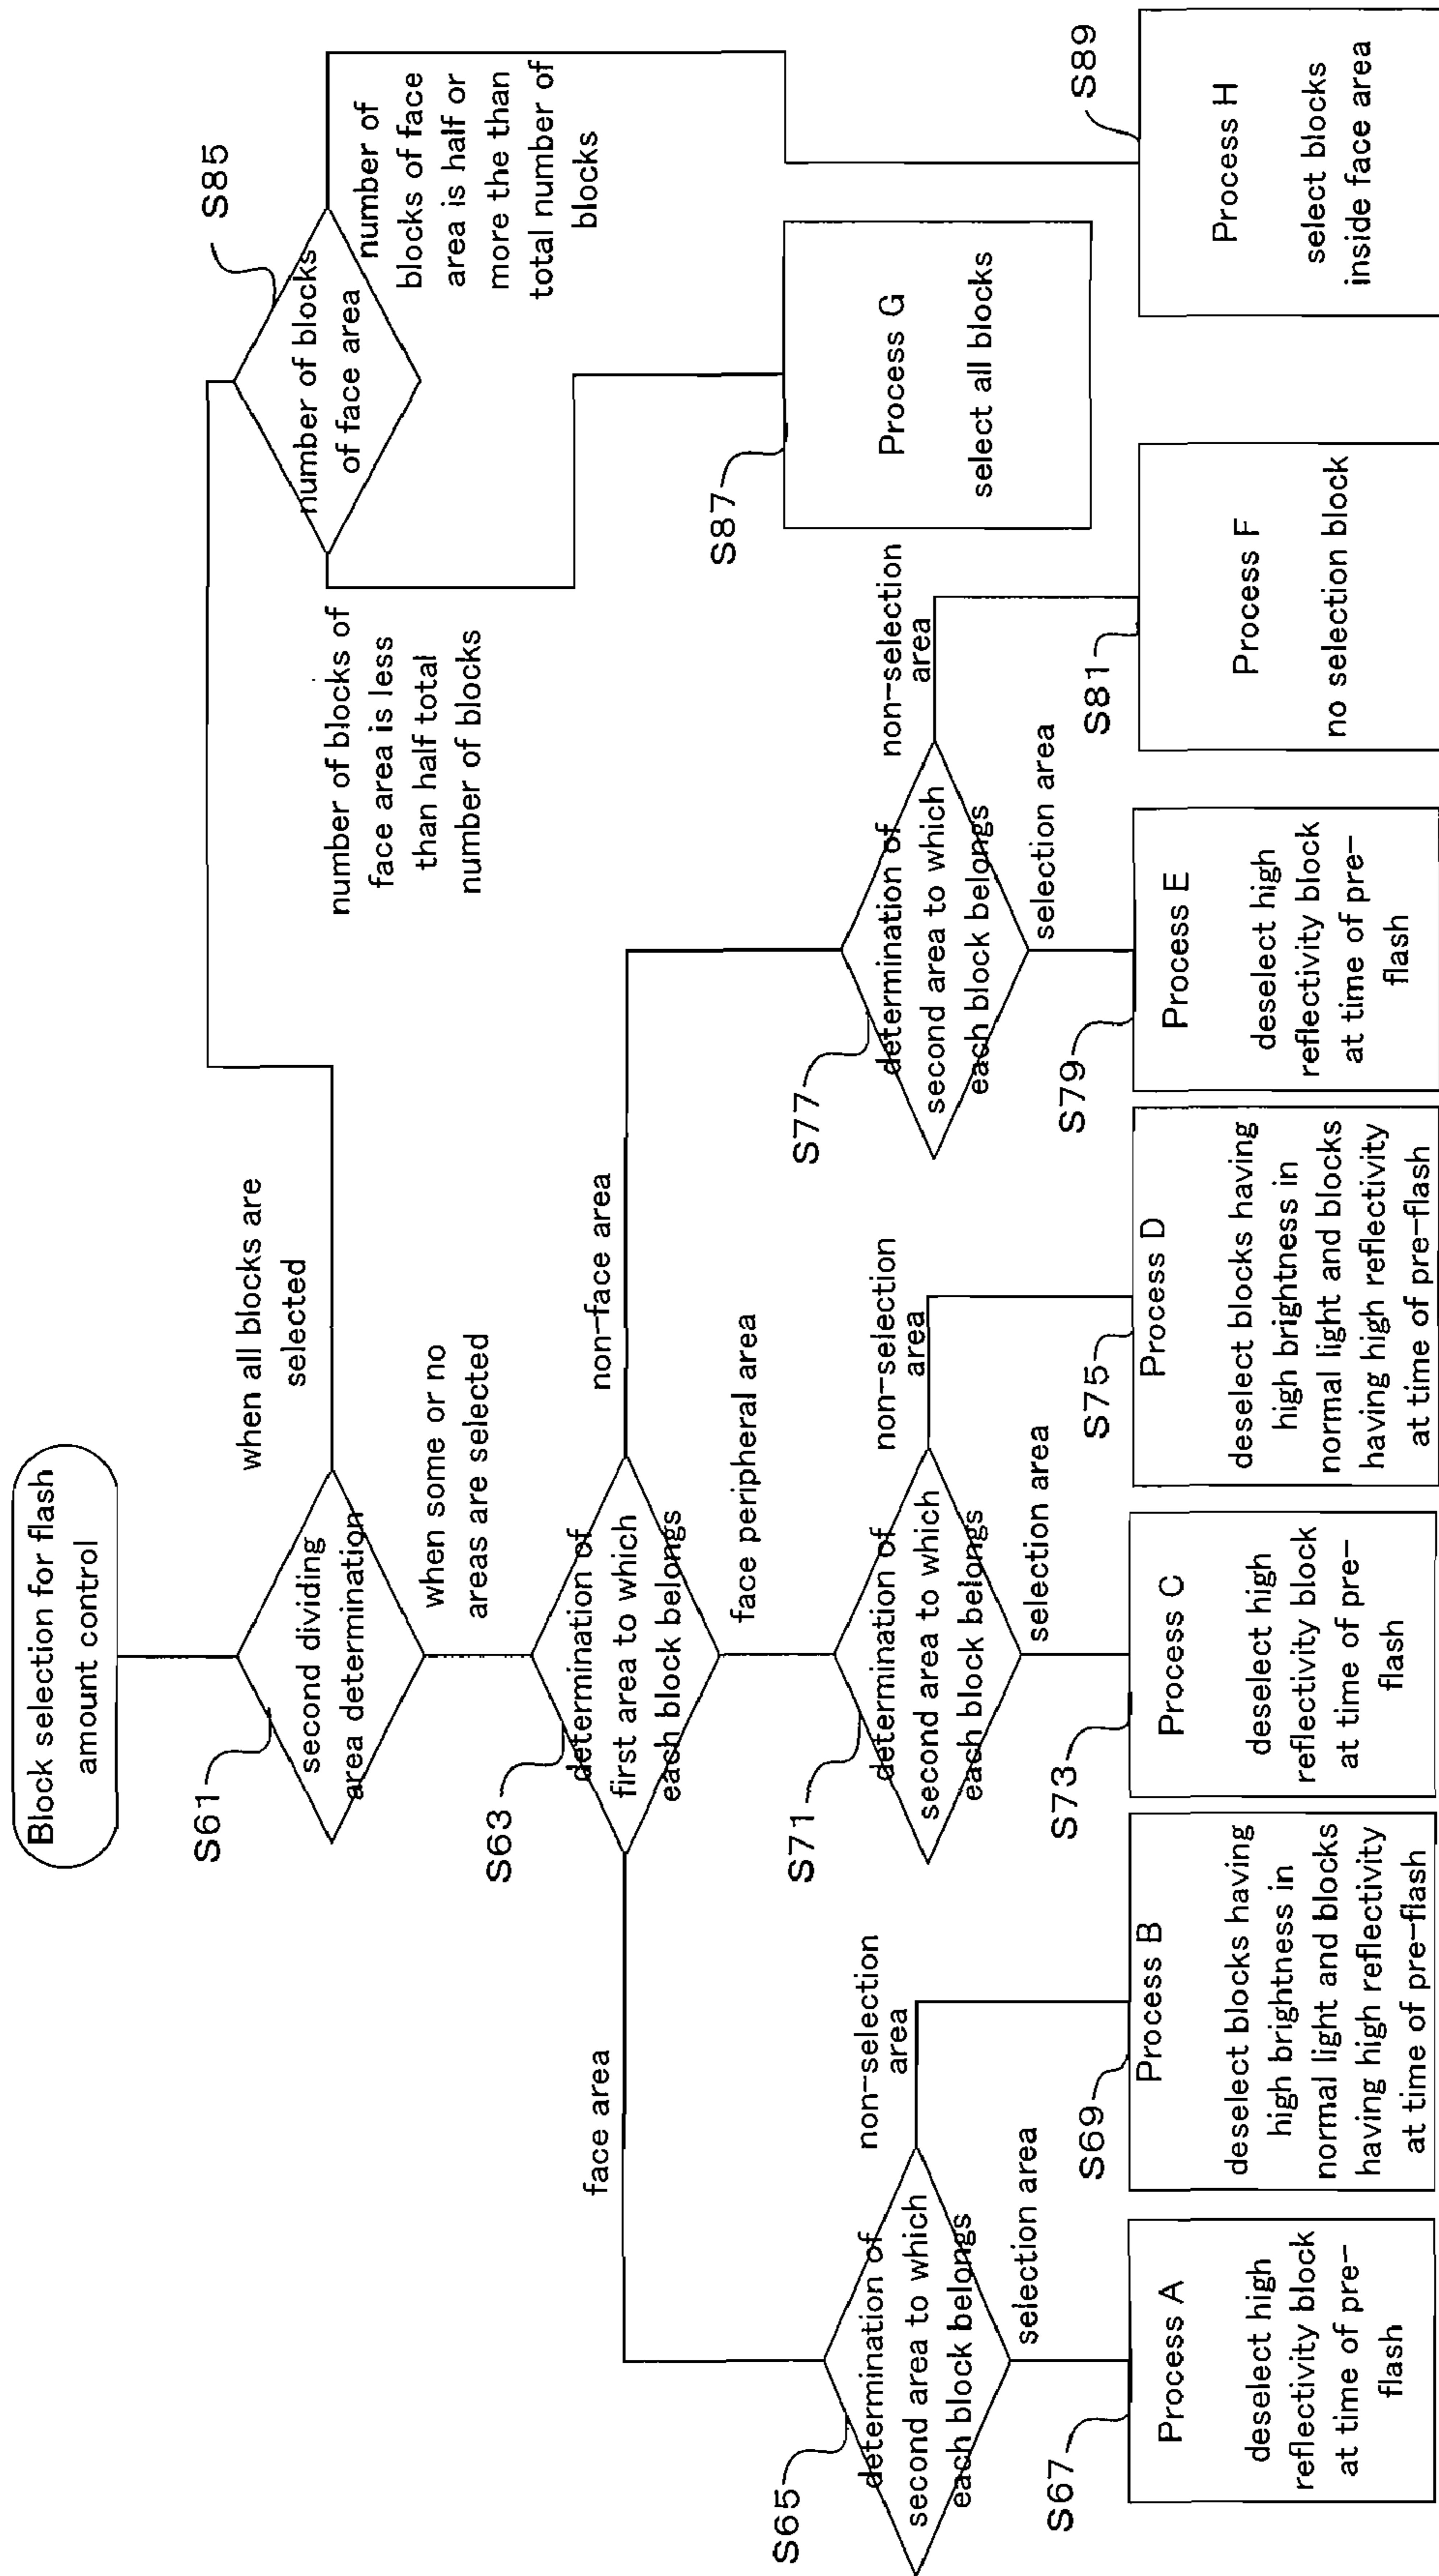 Block selection for flash
amount control
S61
second dividing
area determination
when all blocks are
selected
when some or no
areas are selected
S85
number of blocks
of face area
number of blocks of
face area is less
than half total
number of blocks
number of
blocks of face
area is half or
more the than
total number of
blocks
S63
determination of
first area to which
each block belongs
face area
face peripheral area
non-face area
S65
determination of
second area to which
each block belongs
non-selection
area
selection area
S71
determination of
second area to which
each block belongs
non-selection
area
selection area
S77
determination of
second area to which
each block belongs
non-selection
area
selection area
S67
Process A
deselect high
reflectivity block
at time of pre-
flash
S69
Process B
deselect blocks having
high brightness in
normal light and blocks
having high reflectivity
at time of pre-flash
S73
Process C
deselect high
reflectivity block
at time of pre-
flash
S75
Process D
deselect blocks having
high brightness in
normal light and blocks
having high reflectivity
at time of pre-flash
S79
Process E
deselect high
reflectivity block
at time of pre-
flash
S81
Process F
no selection block
S87
Process G
select all blocks
S89
Process H
select blocks
inside face area